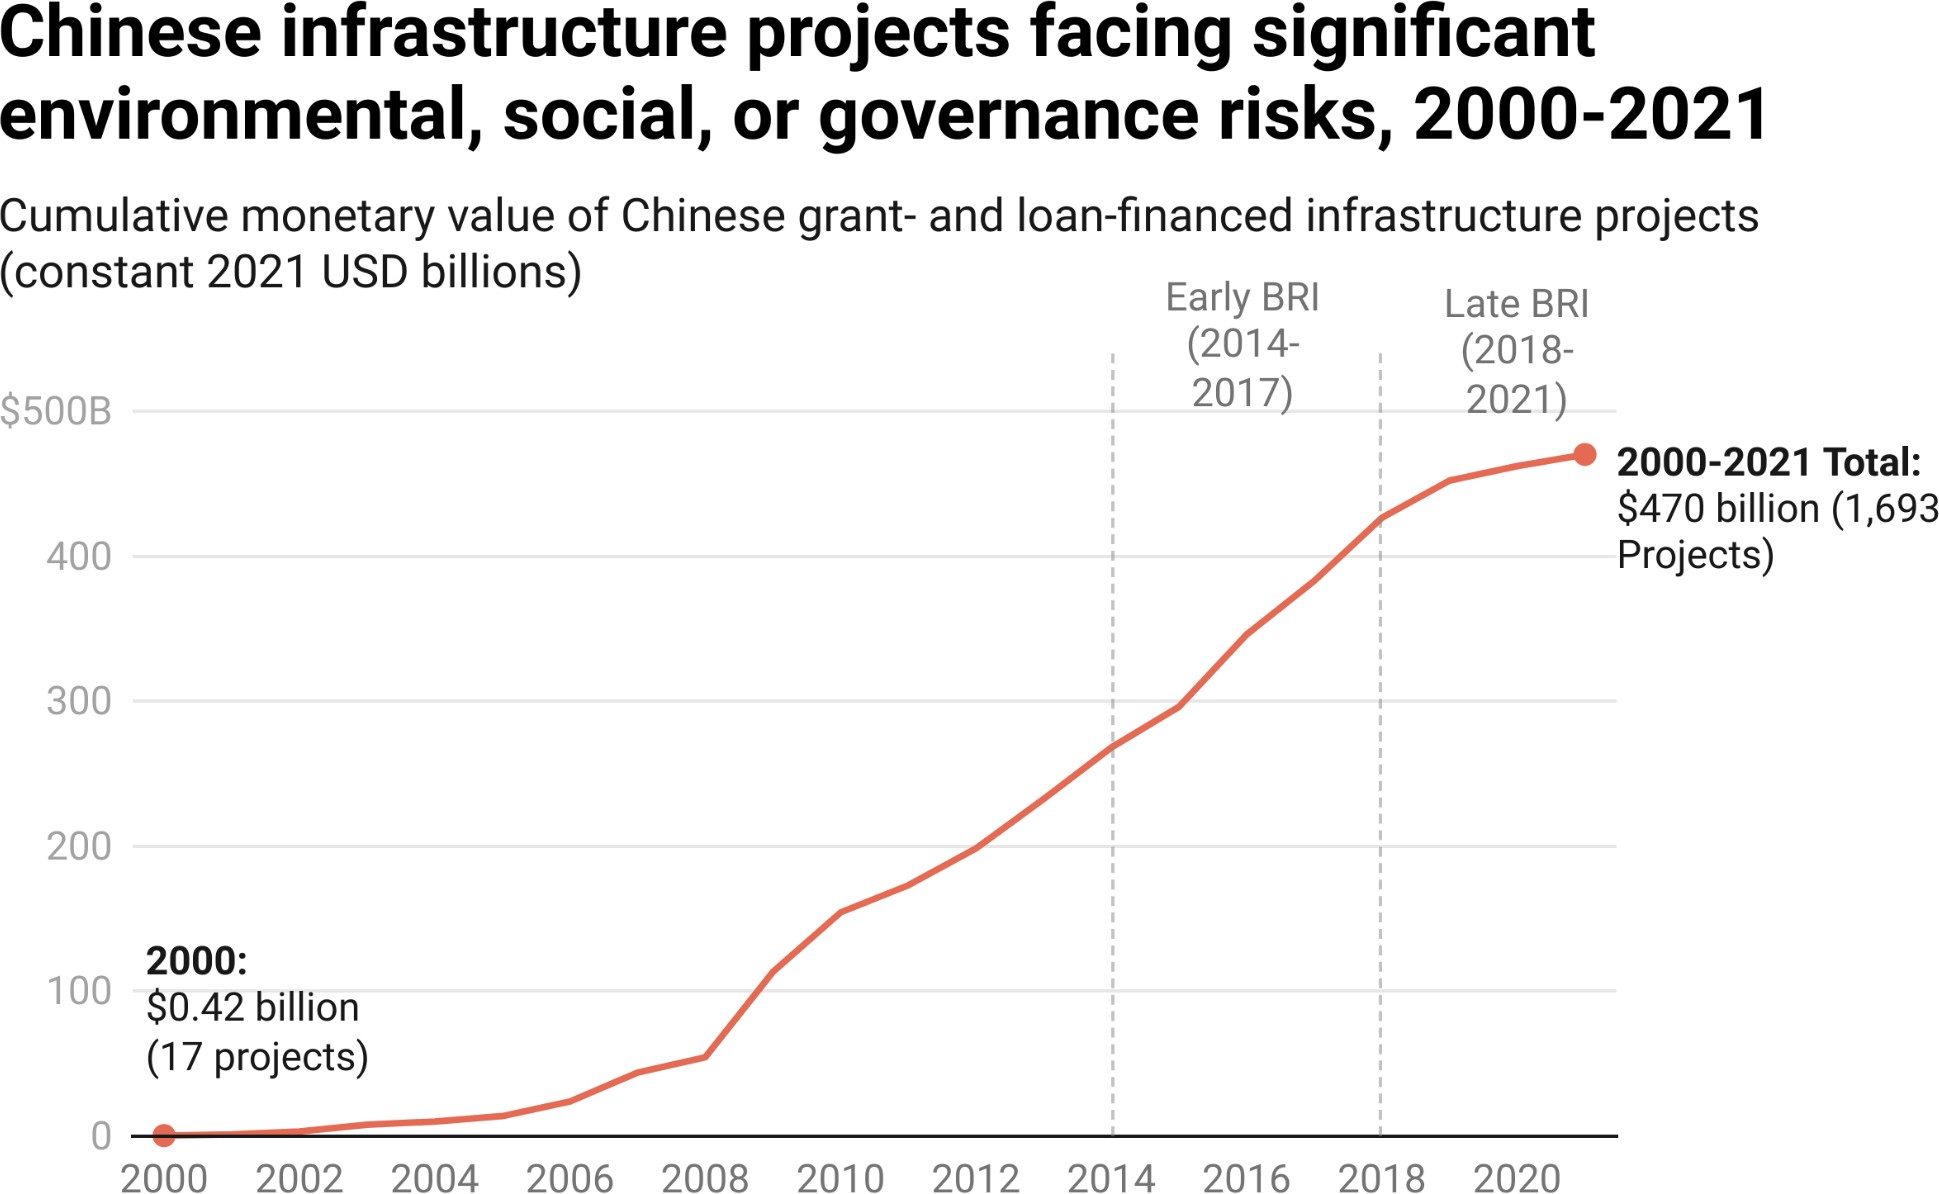 Chinese infrastructure projects facing significant
environmental, social, or governance risks, 2000-2021
Cumulative monetary value of Chinese grant- and loan-financed infrastructure projects
(constant 2021 USD billions)
Early BRI
(2014-
2017)
Late BRI
(2018-
2021)
$500B
400
300
200
100
0
2000-2021 Total:
$470 billion (1,693
Projects)
2000:
$0.42 billion
(17 projects)
2000 2002 2004 2006 2008 2010 2012 2014 2016 2018 2020